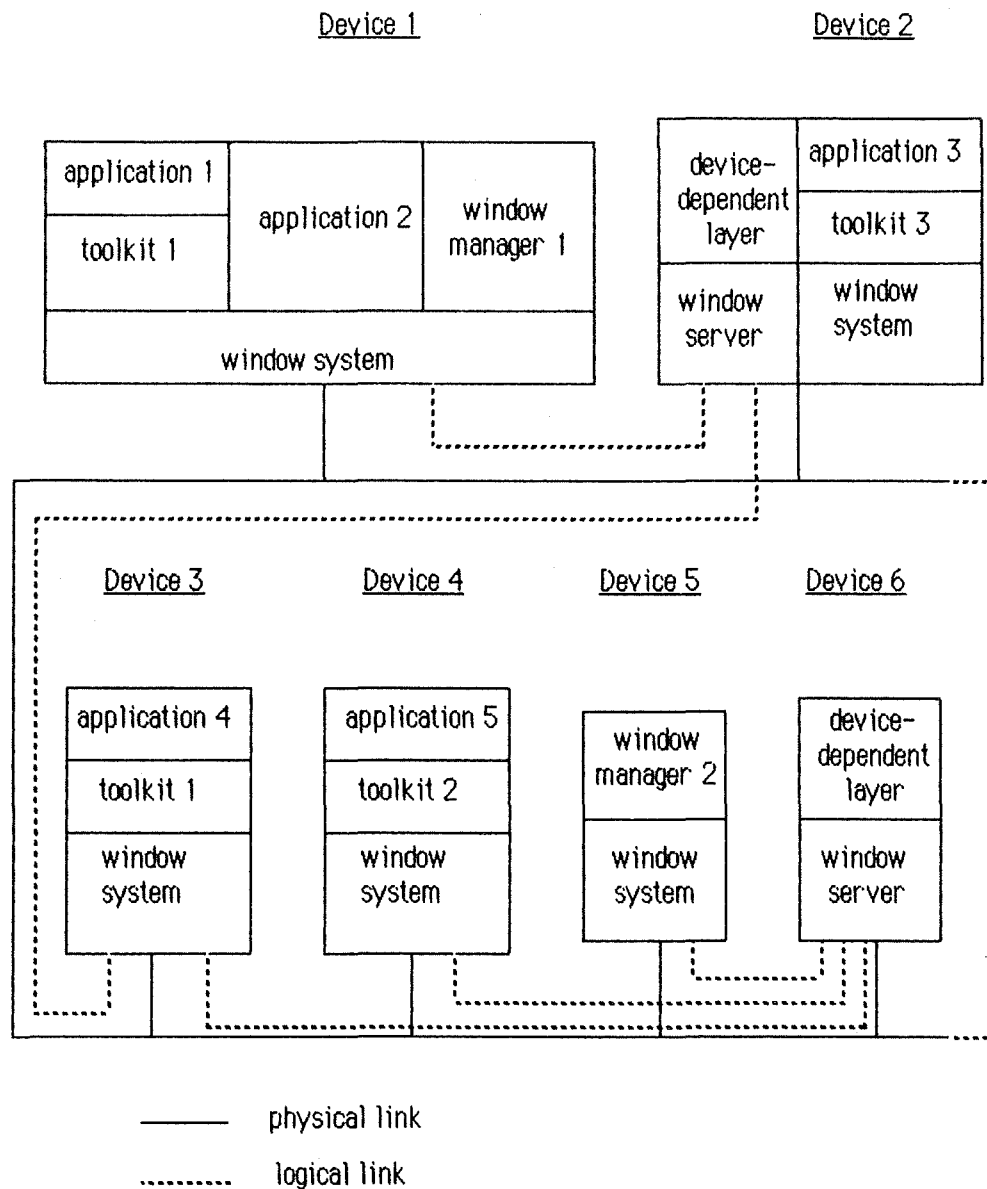 Device 1
Device 2
application 1
toolkit 1
application 2
window
manager 1
window system
device-
dependent
layer
application 3
toolkit 3
window
server
window
system
Device 3
Device 4
Device 5
Device 6
application 4
toolkit 1
window
system
application 5
toolkit 2
window
system
window
manager 2
window
system
device-
dependent
layer
window
server
physical link
logical link